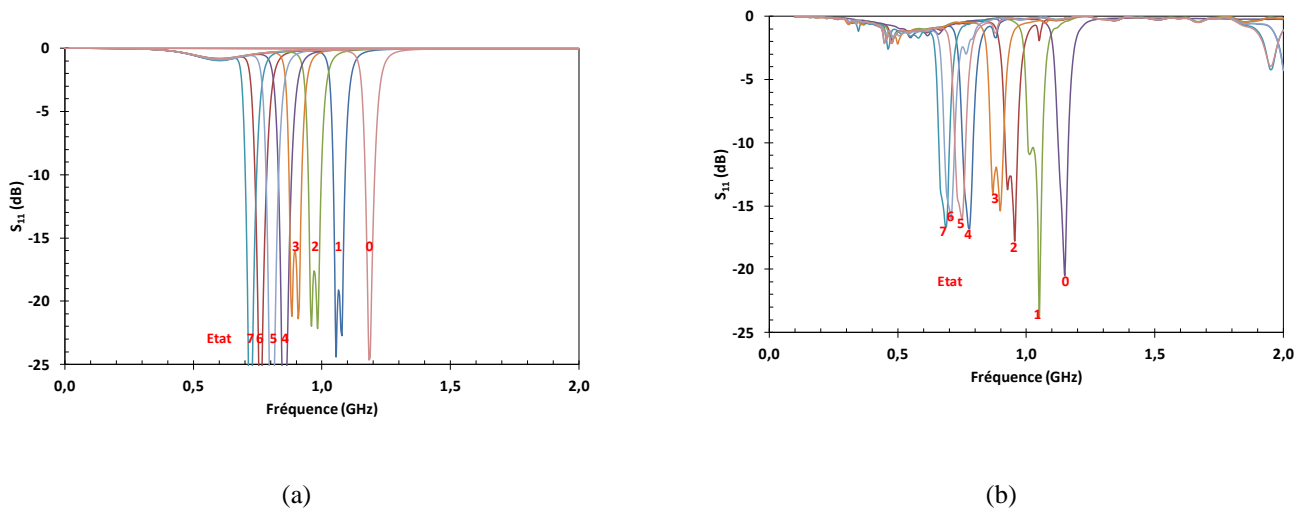 0
-5
-10
-15
-20
-25
S11 (dB)
3 2 1 0
Etat 7 6 5 4
0,0 0,5 1,0 1,5 2,0
Fréquence (GHz)
(a)
0
-5
-10
-15
-20
-25
S11 (dB)
3
6
5
7 4
2
Etat 0
1
0,0 0,5 1,0 1,5 2,0
Fréquence (GHz)
(b)